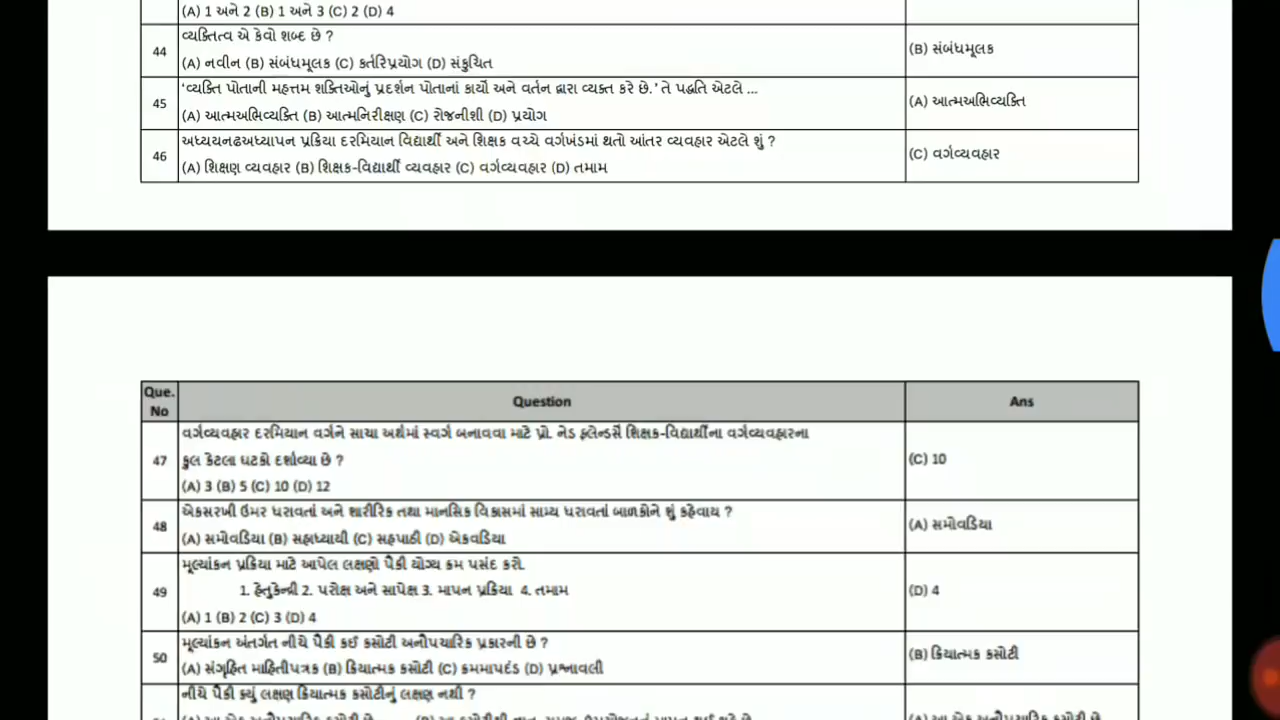 (A) 1 અને 2 (B) 1 અને 3 (C) 2 (D) 4
44
વ્યક્તિત્વ એ કેવો શબ્દ છે ?
(A) નવીન (B) સંબંધમૂલક (C) કર્તરિપ્રયોગ (D) સંકુચિત
(B) સંબંધમૂલક
45
'વ્યક્તિ પોતાની મહત્તમ શક્તિઓનું પ્રદર્શન પોતાનાં કાર્યો અને વર્તન દ્વારા વ્યક્ત કરે છે.' તે પદ્ધતિ એટલે ...
(A) આત્મઅભિવ્યક્તિ (B) આત્મનિરીક્ષણ (C) રોજનીશી (D) પ્રયોગ
(A) આત્મઅભિવ્યક્તિ
46
અધ્યયનઢઅધ્યાપન પ્રક્રિયા દરમિયાન વિદ્યાર્થી અને શિક્ષક વચ્ચે વર્ગખંડમાં થતો આંતર વ્યવહાર એટલે શું ?
(A) શિક્ષણ વ્યવહાર (B) શિક્ષક-વિદ્યાર્થી વ્યવહાર (C) વર્ગવ્યવહાર (D) તમામ
(C) વર્ગવ્યવહાર
Que. No
Question
Ans
47
વર્ગવ્યવહાર દરમિયાન વર્ગને સાચા અર્થમાં સ્વર્ગ બનાવવા માટે પ્રો. નેડ ફ્લેન્ડર્સે શિક્ષક-વિદ્યાર્થીના વર્ગવ્યવહારના
કુલ કેટલા ઘટકો દર્શાવ્યા છે ?
(A) 3 (B) 5 (C) 10 (D) 12
(C) 10
48
એકસરખી ઉંમર ધરાવતાં અને શારીરિક તથા માનસિક વિકાસમાં સામ્ય ધરાવતાં બાળકોને શું કહેવાય ?
(A) સમોવડિયા (B) સહાધ્યાયી (C) સહપાઠી (D) એકવડિયા
(A) સમોવડિયા
49
મૂલ્યાંકન પ્રક્રિયા માટે આપેલ લક્ષણો પૈકી યોગ્ય ક્રમ પસંદ કરો.
1. હેતુકેન્દ્રી 2. પરોક્ષ અને સાપેક્ષ 3. માપન પ્રક્રિયા 4. તમામ
(A) 1 (B) 2 (C) 3 (D) 4
(D) 4
50
મૂલ્યાંકન અંતર્ગત નીચે પૈકી કઈ કસોટી અનૌપચારિક પ્રકારની છે ?
(A) સંગૃહિત માહિતીપત્રક (B) ક્રિયાત્મક કસોટી (C) ક્રમમાપદંડ (D) પ્રશ્નાવલી
(B) ક્રિયાત્મક કસોટી
નીચે પૈકી ક્યું લક્ષણ ક્રિયાત્મક કસોટીનું લક્ષણ નથી ?